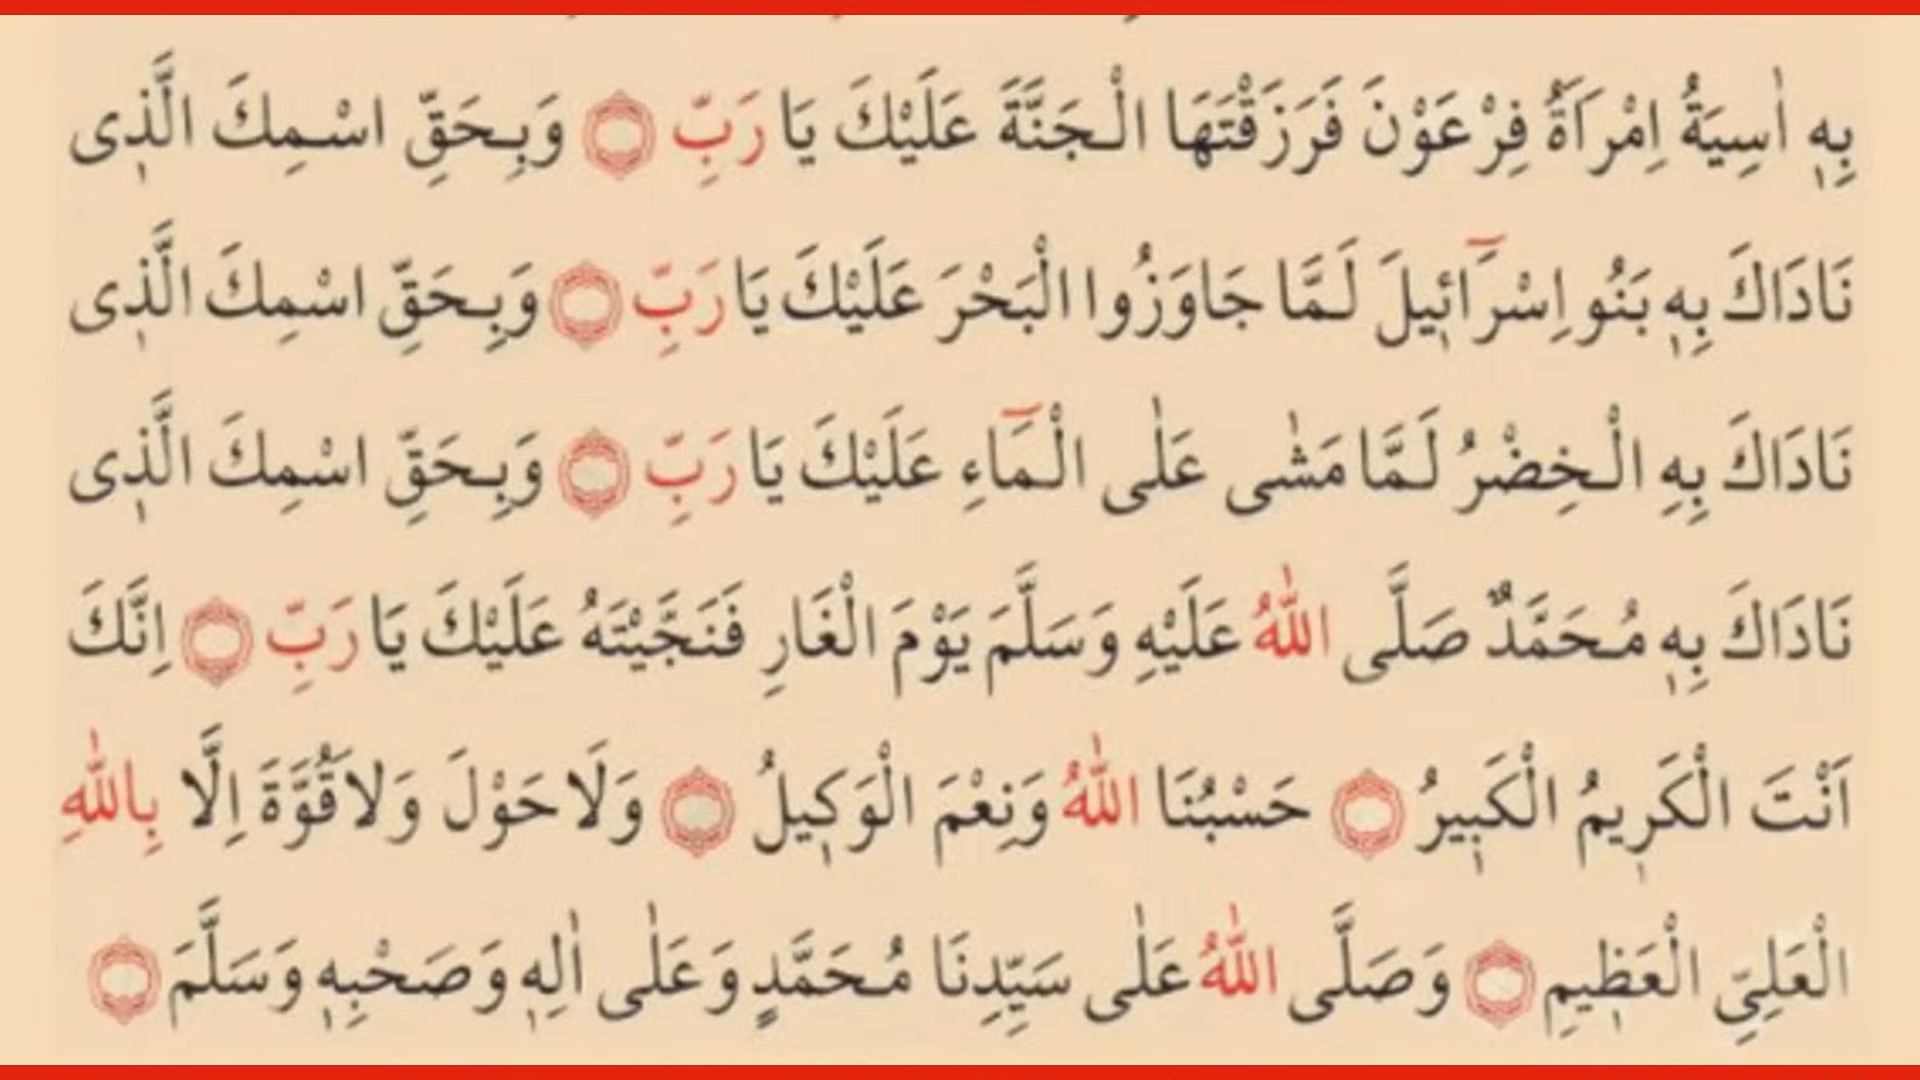 بِهٖ اٰسِيَةُ اِمْرَاَةُ فِرْعَوْنَ فَرَزَقْتَهَا الْجَنَّةَ عَلَيْكَ يَا رَبِّ ۝ وَبِحَقِّ اسْمِكَ الَّذٖى
نَادَاكَ بِهٖ بَنُو اِسْرَٓائٖيلَ لَمَّا جَاوَزُوا الْبَحْرَ عَلَيْكَ يَا رَبِّ ۝ وَبِحَقِّ اسْمِكَ الَّذٖى
نَادَاكَ بِهِ الْخِضْرُ لَمَّا مَشٰى عَلٰى الْمَٓاءِ عَلَيْكَ يَا رَبِّ ۝ وَبِحَقِّ اسْمِكَ الَّذٖى
نَادَاكَ بِهٖ مُحَمَّدٌ صَلَّى اللّٰهُ عَلَيْهِ وَسَلَّمَ يَوْمَ الْغَارِ فَنَجَّيْتَهُ عَلَيْكَ يَا رَبِّ ۝ اِنَّكَ
اَنْتَ الْكَرٖيمُ الْكَبٖيرُ ۝ حَسْبُنَا اللّٰهُ وَنِعْمَ الْوَكٖيلُ ۝ وَلَا حَوْلَ وَلَا قُوَّةَ اِلَّا بِاللّٰهِ
الْعَلِيِّ الْعَظٖيمِ ۝ وَصَلَّى اللّٰهُ عَلٰى سَيِّدِنَا مُحَمَّدٍ وَعَلٰى اٰلِهٖ وَصَحْبِهٖ وَسَلَّمَ ۝